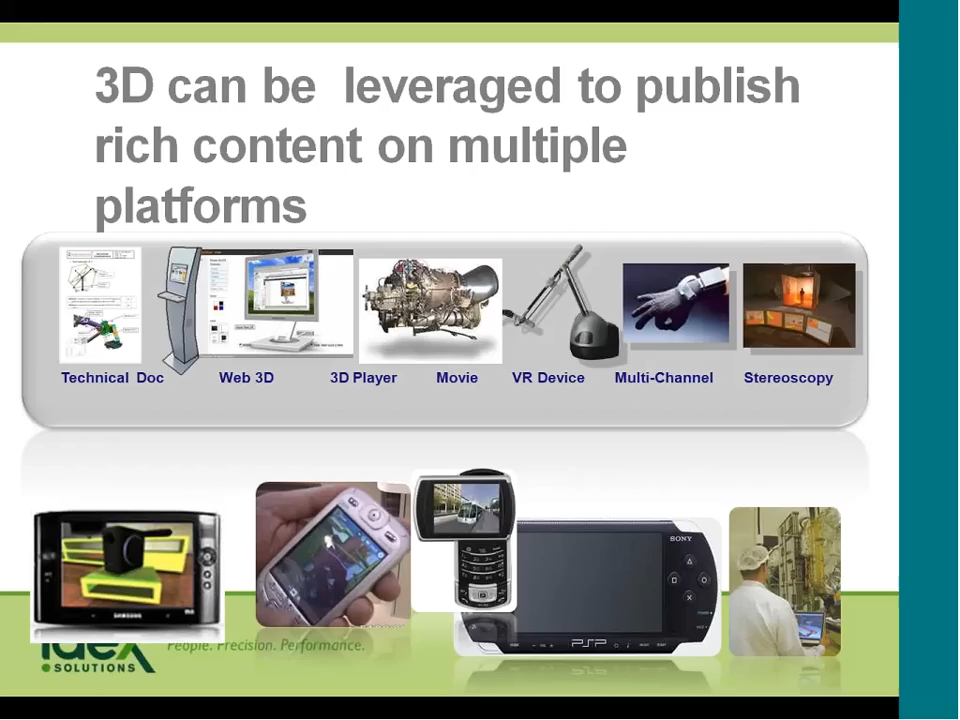 3D can be leveraged to publish
rich content on multiple
platforms
Technical Doc Web 3D 3D Player Movie VR Device Multi-Channel Stereoscopy
SAMSUNG
SONY
PSP
idex
SOLUTIONS
People. Precision. Performance.